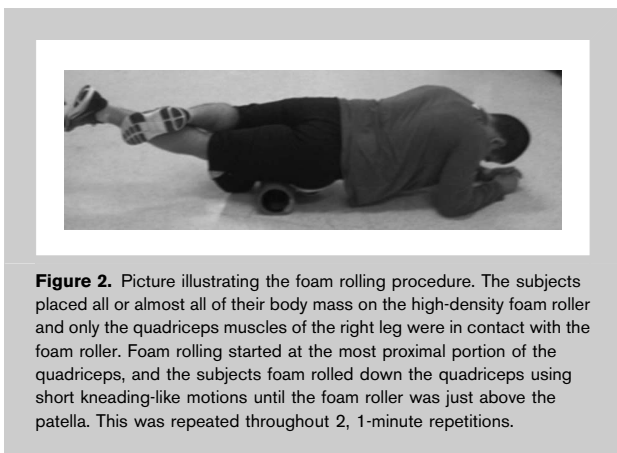 Figure 2. Picture illustrating the foam rolling procedure. The subjects
placed all or almost all of their body mass on the high-density foam roller
and only the quadriceps muscles of the right leg were in contact with the
foam roller. Foam rolling started at the most proximal portion of the
quadriceps, and the subjects foam rolled down the quadriceps using
short kneading-like motions until the foam roller was just above the
patella. This was repeated throughout 2, 1-minute repetitions.